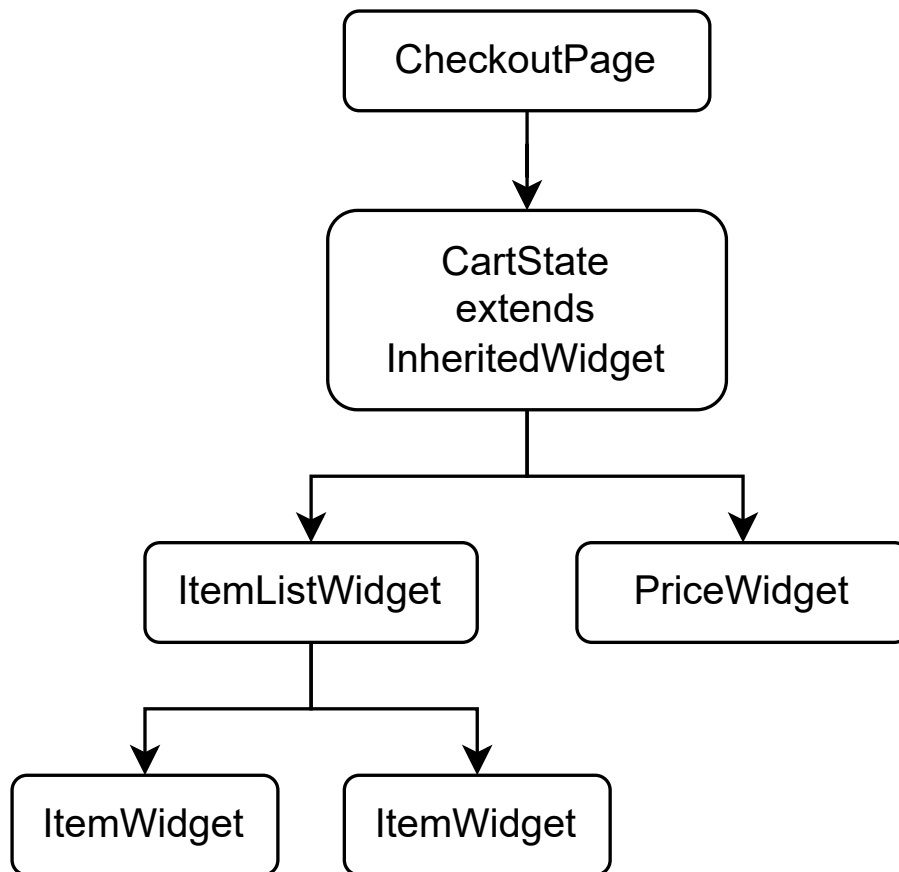 CheckoutPage
CartState
extends
InheritedWidget
ItemListWidget
PriceWidget
ItemWidget
ItemWidget